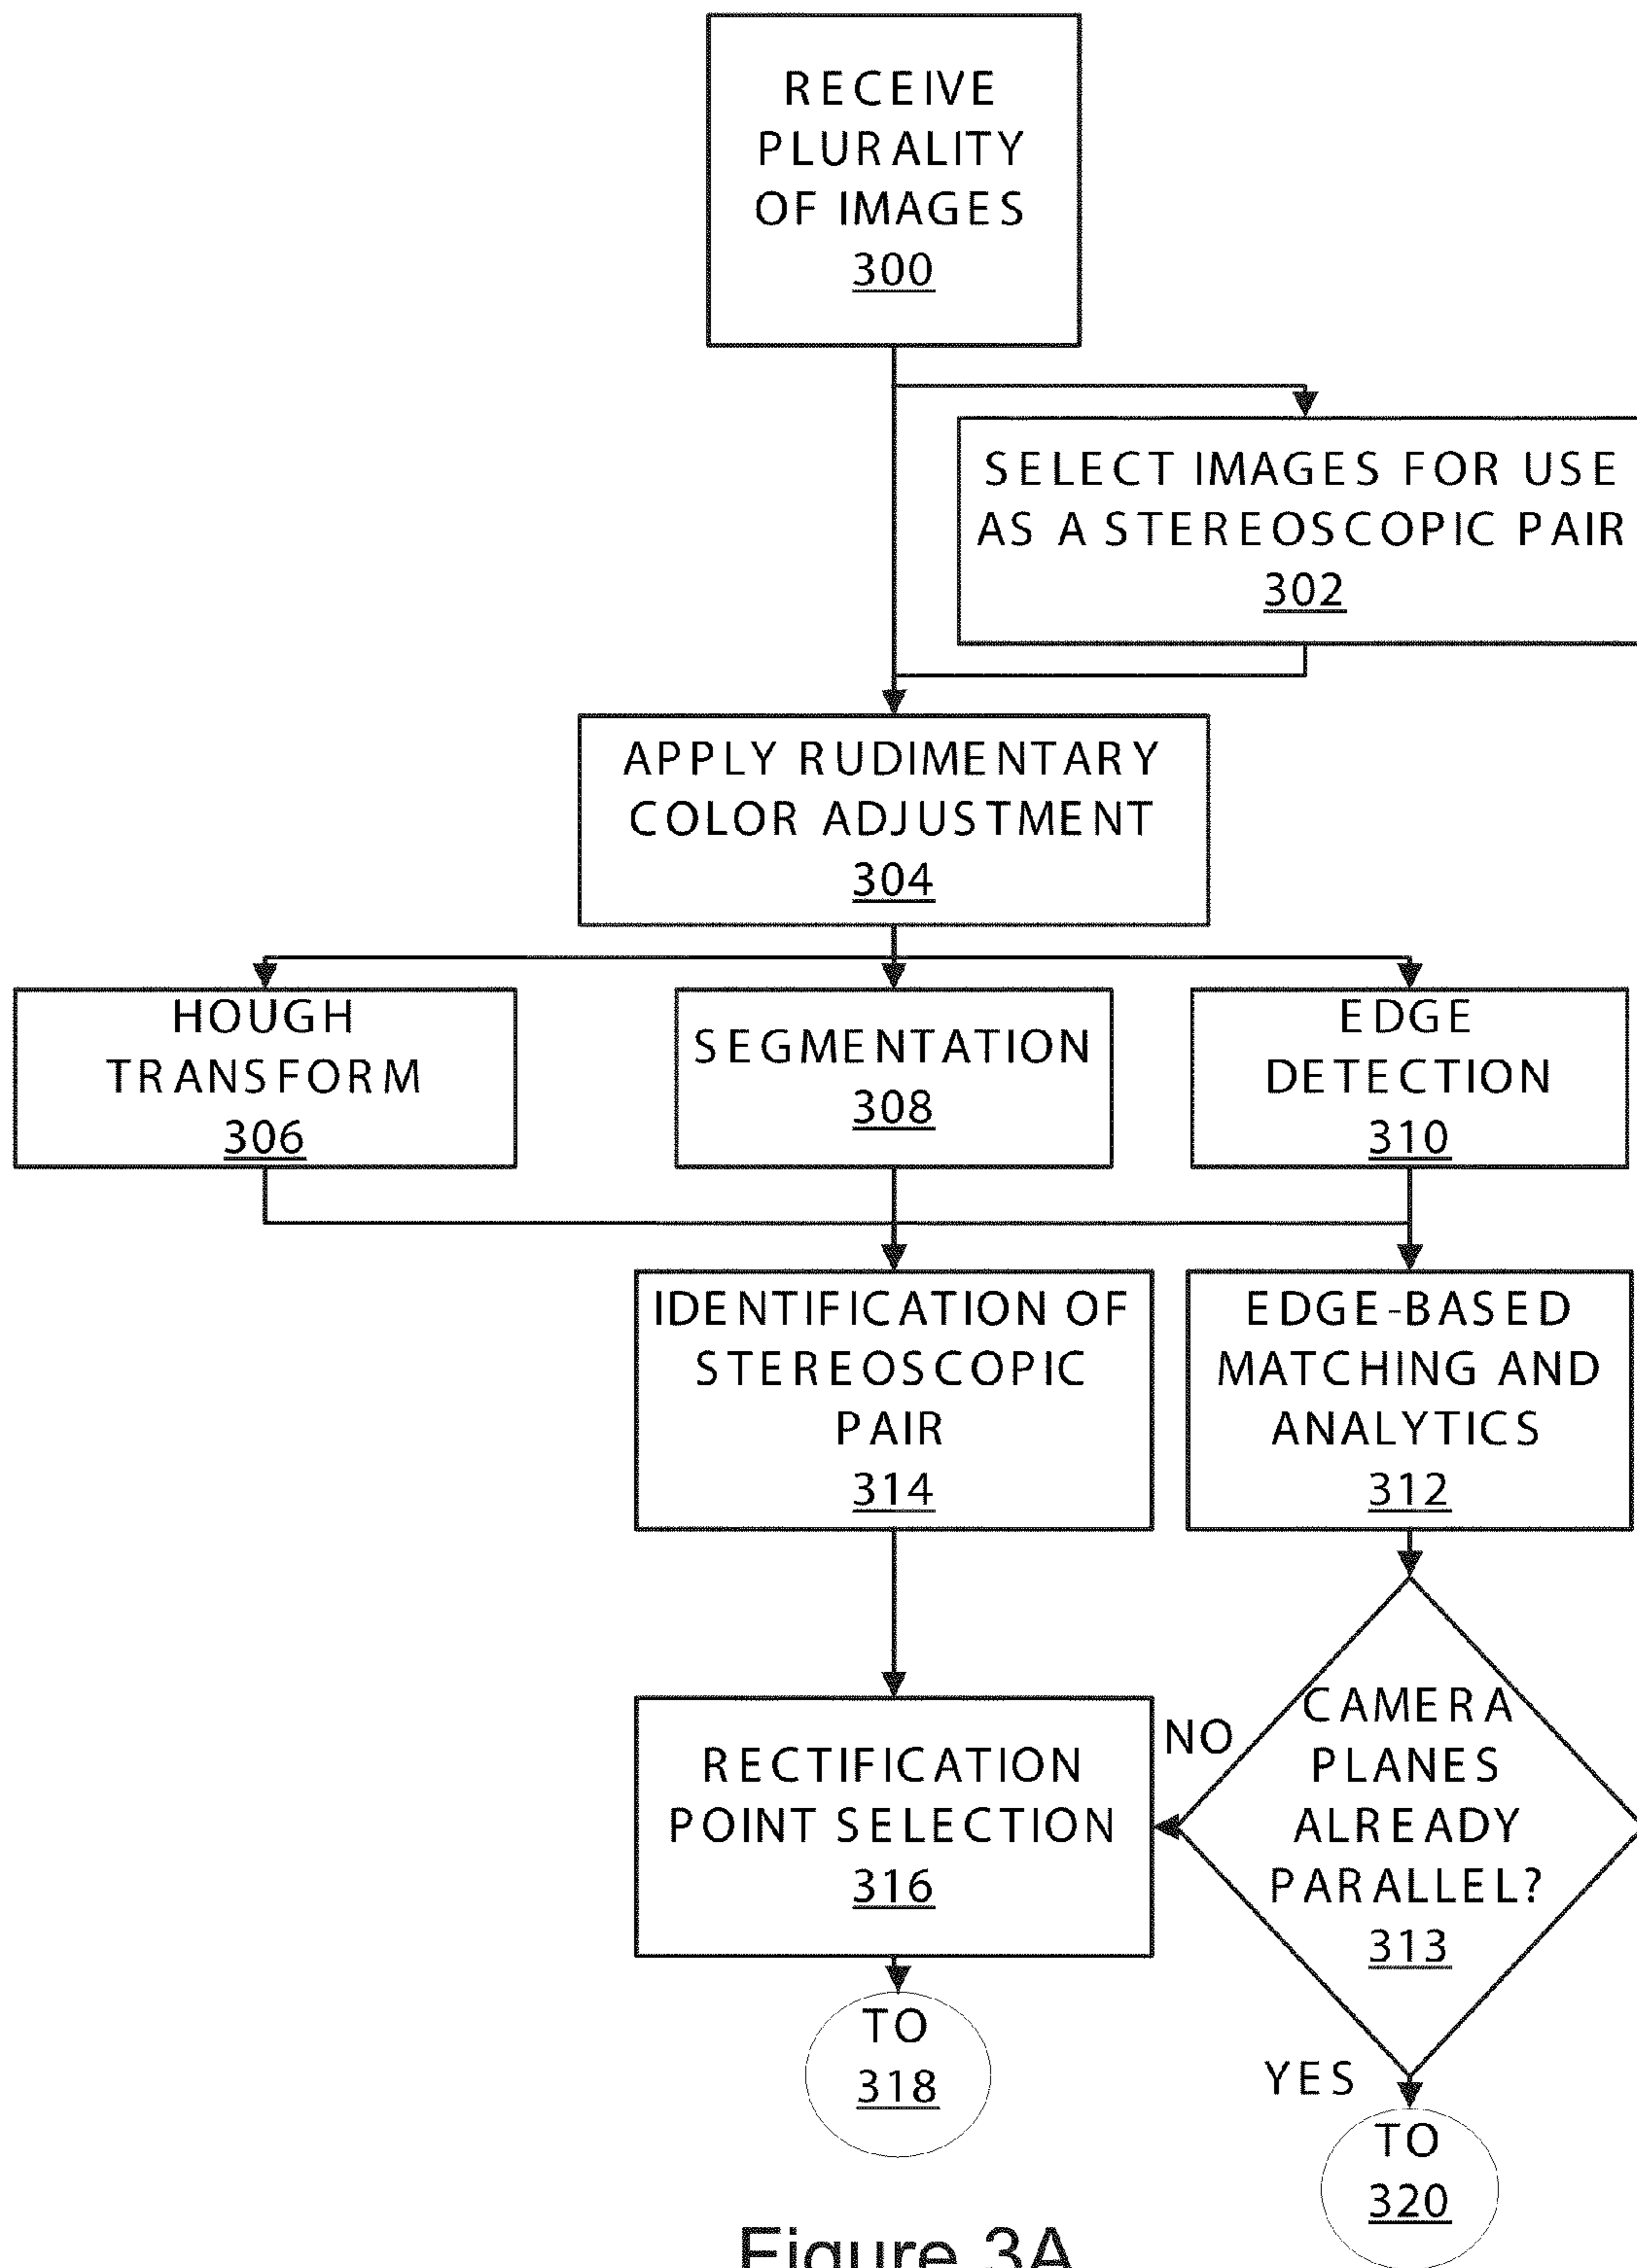 RECEIVE
PLURALITY
OF IMAGES
300
SELECT IMAGES FOR USE
AS A STEREOSCOPIC PAIR
302
APPLY RUDIMENTARY
COLOR ADJUSTMENT
304
HOUGH
TRANSFORM
306
SEGMENTATION
308
EDGE
DETECTION
310
IDENTIFICATION OF
STEREOSCOPIC
PAIR
314
EDGE-BASED
MATCHING AND
ANALYTICS
312
RECTIFICATION
POINT SELECTION
316
NO
CAMERA
PLANES
ALREADY
PARALLEL?
313
YES
TO
318
TO
320
Figure 3A